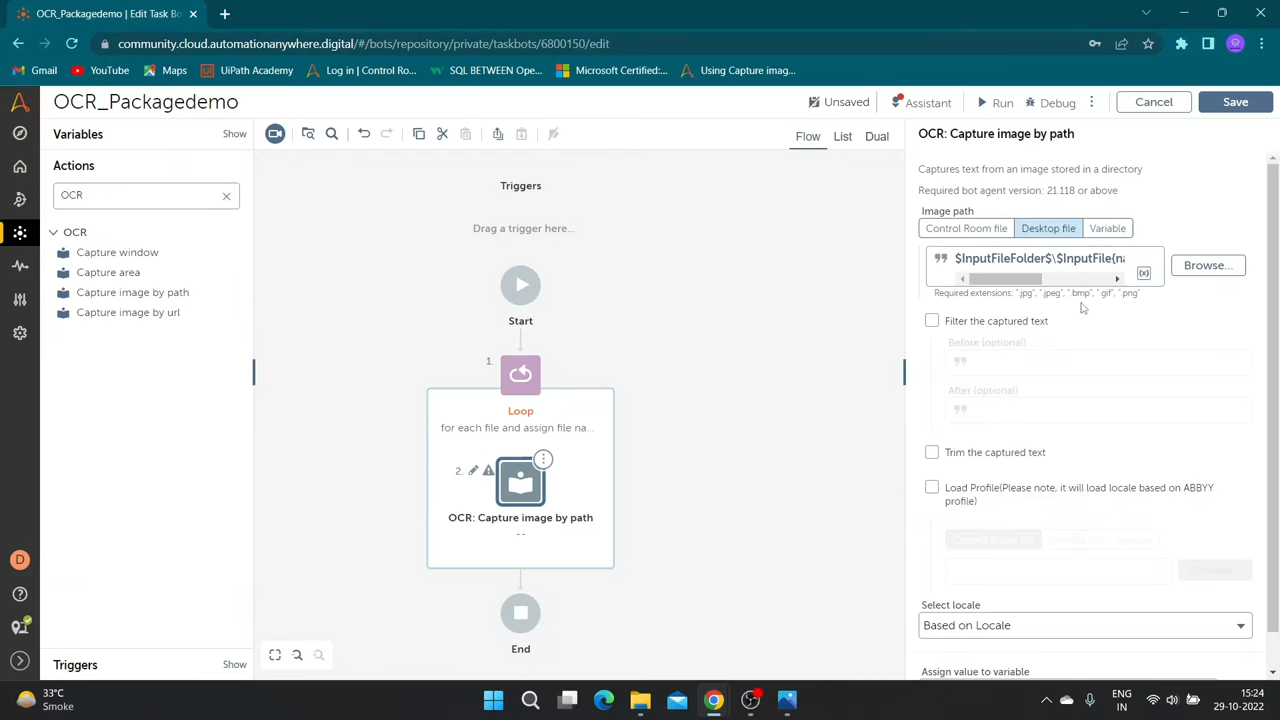 OCR_Packagedemo | Edit Task Bo
community.cloud.automationanywhere.digital/#/bots/repository/private/taskbots/6800150/edit
Gmail YouTube Maps UiPath Academy Log in | Control Ro... SQL BETWEEN Ope... Microsoft Certified:... Using Capture imag...
OCR_Packagedemo
Unsaved Assistant Run Debug Cancel Save
Variables Show
Flow List Dual
OCR: Capture image by path
Actions
Captures text from an image stored in a directory
Triggers
Required bot agent version: 21.118 or above
OCR
Image path
Drag a trigger here...
Control Room file Desktop file Variable
OCR
Capture window
$InputFileFolder$\$InputFile{na
(x)
Browse...
Capture area
Capture image by path
Required extensions: ".jpg", ".jpeg", ".bmp", ".gif", ".png"
Capture image by url
Start
Filter the captured text
Before (optional)
1.
After (optional)
Loop
for each file and assign file na...
Trim the captured text
2.
Load Profile(Please note, it will load locale based on ABBYY
profile)
OCR: Capture image by path
--
D
Select locale
Based on Locale
End
Triggers Show
Assign value to variable
33°C
Smoke
ENG
IN
15:24
29-10-2022